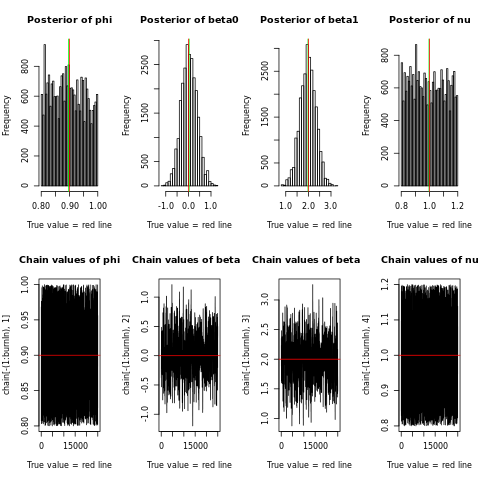 Posterior of phi
Posterior of beta0
Posterior of beta1
Posterior of nu
Frequency
0 200 400 600 800
0.80 0.90 1.00
True value = red line
Frequency
0 500 1500 2500
-1.0 0.0 1.0
True value = red line
Frequency
0 500 1500 2500
1.0 2.0 3.0
True value = red line
Frequency
0 200 400 600 800
0.8 1.0 1.2
True value = red line
Chain values of phi
Chain values of beta
Chain values of beta
Chain values of nu
chain[-(1:burnIn), 1]
0.80 0.85 0.90 0.95 1.00
0 15000
True value = red line
chain[-(1:burnIn), 2]
-1.0 -0.5 0.0 0.5 1.0
0 15000
True value = red line
chain[-(1:burnIn), 3]
1.0 1.5 2.0 2.5 3.0
0 15000
True value = red line
chain[-(1:burnIn), 4]
0.8 0.9 1.0 1.1 1.2
0 15000
True value = red line